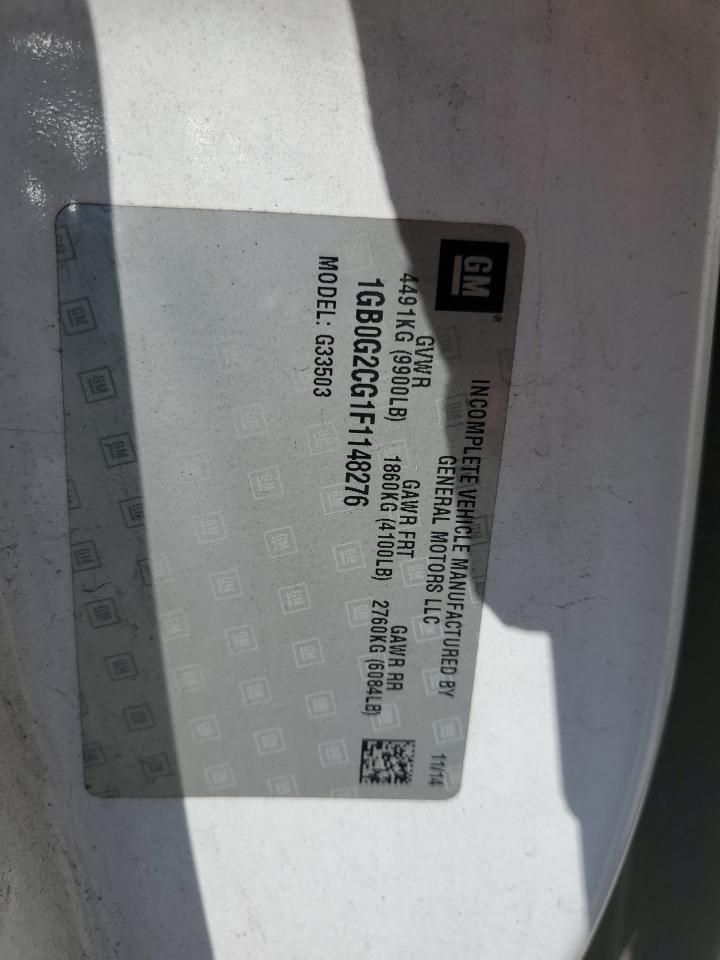 GM®
INCOMPLETE VEHICLE MANUFACTURED BY
GENERAL MOTORS LLC
11/14
GVWR GAWR FRT GAWR RR
4491KG (9900LB) 1860KG (4100LB) 2760KG (6084LB)
1GB0G2CG1F1148276
MODEL: G33503